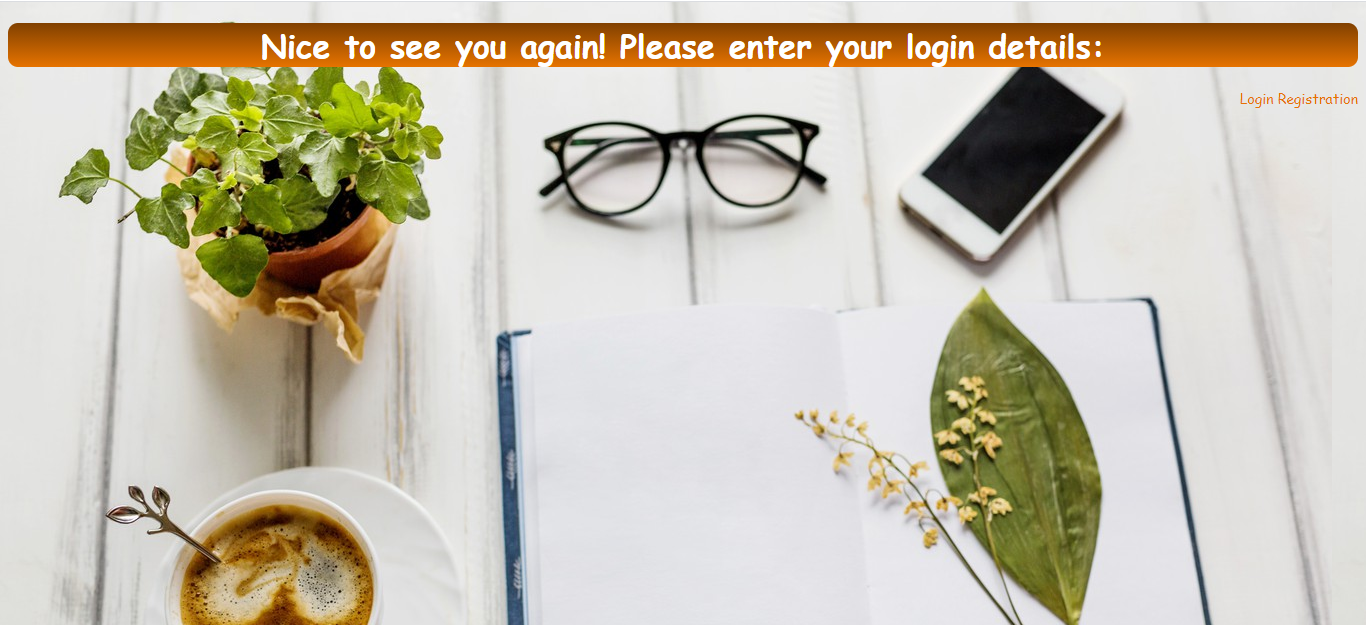 Nice to see you again! Please enter your login details:
Login Registration